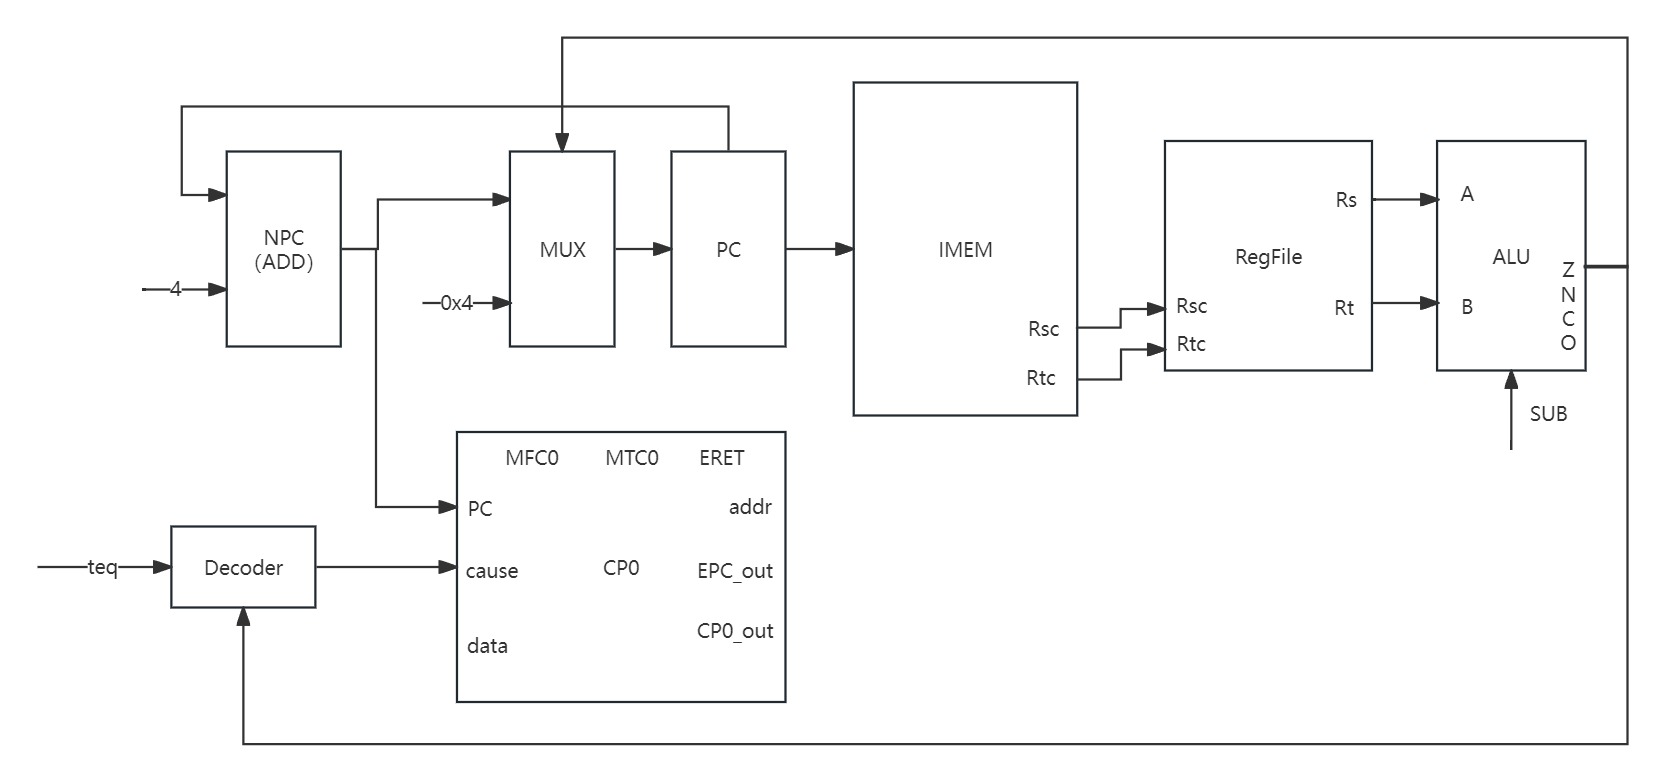 NPC
(ADD)
4
MUX
0x4
PC
IMEM
Rsc
Rtc
RegFile
Rs
Rt
Rsc
Rtc
A
B
ALU
Z
N
C
O
SUB
MFC0 MTC0 ERET
PC
addr
cause
CP0
EPC_out
data
CP0_out
teq
Decoder